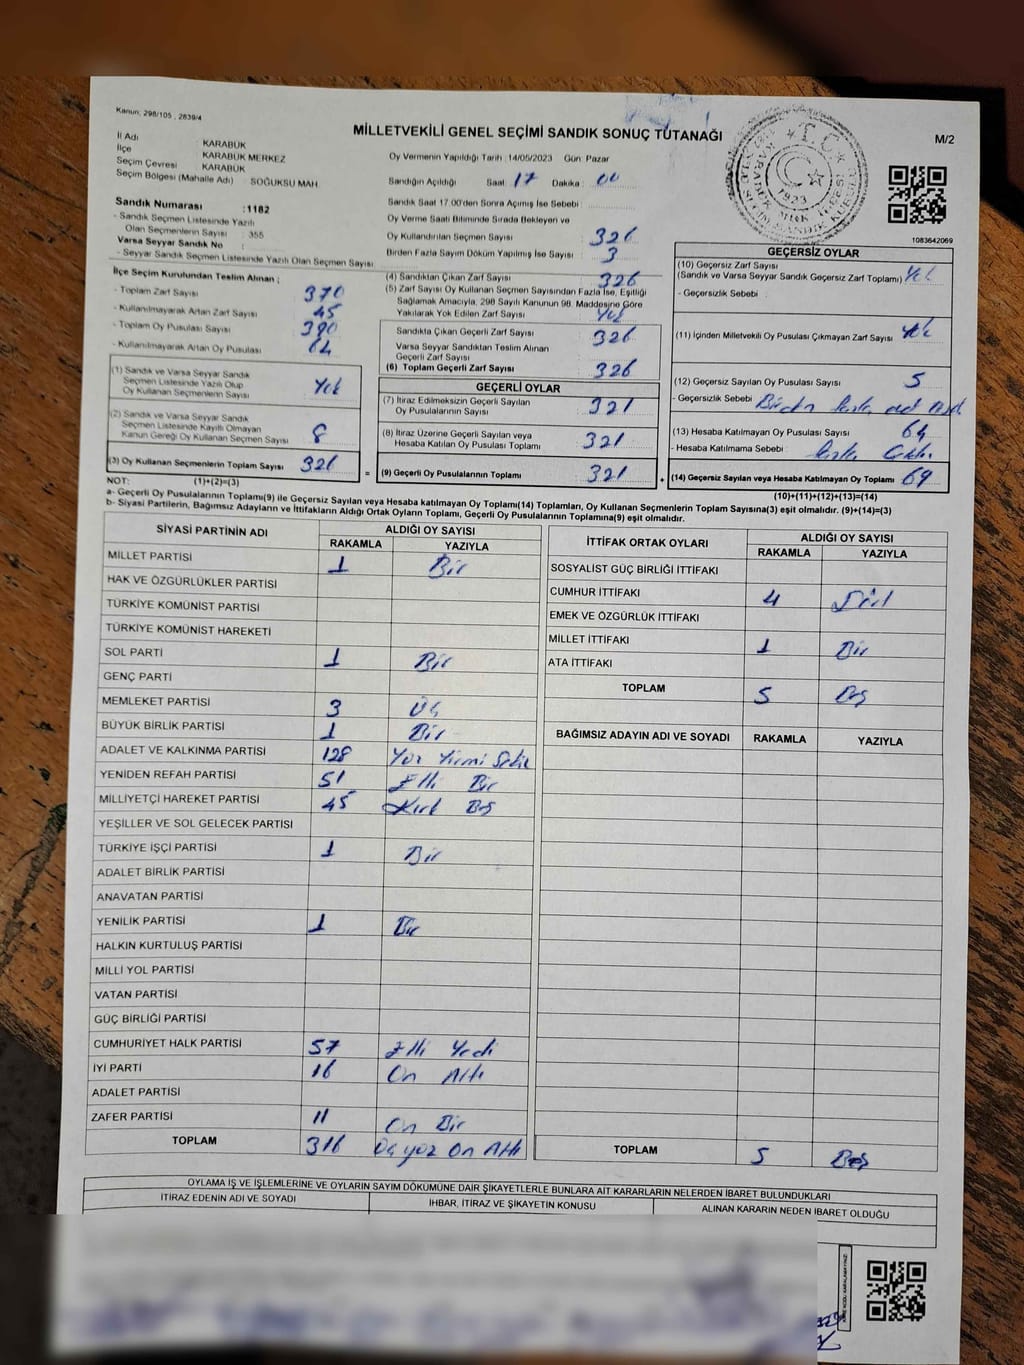 Kanun: 298/105 , 2839/4
MİLLETVEKİLİ GENEL SEÇİMİ SANDIK SONUÇ TUTANAĞI
M/2
İl Adı : KARABÜK
İlçe : KARABÜK MERKEZ
Seçim Çevresi : KARABÜK
Seçim Bölgesi (Mahalle Adı) : SOĞUKSU MAH.
Sandık Numarası : 1182
- Sandık Seçmen Listesinde Yazılı
Olan Seçmenlerin Sayısı : 355
Varsa Seyyar Sandık No :
- Seyyar Sandık Seçmen Listesinde Yazılı Olan Seçmen Sayısı :
İlçe Seçim Kurulundan Teslim Alınan ;
- Toplam Zarf Sayısı : 370
- Kullanılmayarak Artan Zarf Sayısı : 45
- Toplam Oy Pusulası Sayısı : 390
- Kullanılmayarak Artan Oy Pusulası : 64
(1) Sandık ve Varsa Seyyar Sandık
Seçmen Listesinde Yazılı Olup
Oy Kullanan Seçmenlerin Sayısı : Yok
(2) Sandık ve Varsa Seyyar Sandık
Seçmen Listesinde Kayıtlı Olmayan
Kanun Gereği Oy Kullanan Seçmen Sayısı : 8
(3) Oy Kullanan Seçmenlerin Toplam Sayısı : 326
Oy Vermenin Yapıldığı Tarih :14/05/2023 Gün: Pazar
Sandığın Açıldığı Saat: 17 Dakika : 00
Sandık Saat 17.00'den Sonra Açılmış İse Sebebi :
Oy Verme Saati Bitiminde Sırada Bekleyen ve
Oy Kullandırılan Seçmen Sayısı : 326
Birden Fazla Sayım Döküm Yapılmış İse Sayısı : 3
(4) Sandıktan Çıkan Zarf Sayısı : 326
(5) Zarf Sayısı Oy Kullanan Seçmen Sayısından Fazla İse, Eşitliği
Sağlamak Amacıyla, 298 Sayılı Kanunun 98. Maddesine Göre
Yakılarak Yok Edilen Zarf Sayısı : Yok
Sandıkta Çıkan Geçerli Zarf Sayısı : 326
Varsa Seyyar Sandıktan Teslim Alınan
Geçerli Zarf Sayısı :
(6) Toplam Geçerli Zarf Sayısı : 326
GEÇERLİ OYLAR
(7) İtiraz Edilmeksizin Geçerli Sayılan
Oy Pusulalarının Sayısı : 321
(8) İtiraz Üzerine Geçerli Sayılan veya
Hesaba Katılan Oy Pusulalarının Toplamı : 321
= (9) Geçerli Oy Pusulalarının Toplamı : 321 +
1083642069
GEÇERSİZ OYLAR
(10) Geçersiz Zarf Sayısı
(Sandık ve Varsa Seyyar Sandık Geçersiz Zarf Toplamı) : Yok
- Geçersizlik Sebebi :
(11) İçinden Milletvekili Oy Pusulası Çıkmayan Zarf Sayısı : Yok
(12) Geçersiz Sayılan Oy Pusulası Sayısı : 5
- Geçersizlik Sebebi : Birden fazla
(13) Hesaba Katılmayan Oy Pusulası Sayısı : 64
- Hesaba Katılmama Sebebi : fazla
(14) Geçersiz Sayılan veya Hesaba Katılmayan Oy Toplamı : 69
NOT: (1)+(2)=(3)
(10)+(11)+(12)+(13)=(14)
a- Geçerli Oy Pusulalarının Toplamı(9) ile Geçersiz Sayılan veya Hesaba katılmayan Oy Toplamı(14) Toplamları, Oy Kullanan Seçmenlerin Toplam Sayısına(3) eşit olmalıdır. (9)+(14)=(3)
b- Siyasi Partilerin, Bağımsız Adayların ve İttifakların Aldığı Ortak Oyların Toplamı, Geçerli Oy Pusulalarının Toplamına(9) eşit olmalıdır.
SİYASİ PARTİNİN ADI ALDIĞI OY SAYISI
RAKAMLA YAZIYLA
MİLLET PARTİSİ 1 Bir
HAK VE ÖZGÜRLÜKLER PARTİSİ
TÜRKİYE KOMÜNİST PARTİSİ
TÜRKİYE KOMÜNİST HAREKETİ
SOL PARTİ 1 Bir
GENÇ PARTİ
MEMLEKET PARTİSİ 3 Üç
BÜYÜK BİRLİK PARTİSİ 1 Bir
ADALET VE KALKINMA PARTİSİ 128 Yüz Yirmi Sekiz
YENİDEN REFAH PARTİSİ 51 Elli Bir
MİLLİYETÇİ HAREKET PARTİSİ 45 Kırk Beş
YEŞİLLER VE SOL GELECEK PARTİSİ
TÜRKİYE İŞÇİ PARTİSİ 1 Bir
ADALET BİRLİK PARTİSİ
ANAVATAN PARTİSİ
YENİLİK PARTİSİ 1 Bir
HALKIN KURTULUŞ PARTİSİ
MİLLİ YOL PARTİSİ
VATAN PARTİSİ
GÜÇ BİRLİĞİ PARTİSİ
CUMHURİYET HALK PARTİSİ 57 Elli Yedi
İYİ PARTİ 16 On Altı
ADALET PARTİSİ
ZAFER PARTİSİ 11 On Bir
TOPLAM 316 Üçyüz On Altı
İTTİFAK ORTAK OYLARI ALDIĞI OY SAYISI
RAKAMLA YAZIYLA
SOSYALİST GÜÇ BİRLİĞİ İTTİFAKI
CUMHUR İTTİFAKI 4 Dört
EMEK VE ÖZGÜRLÜK İTTİFAKI
MİLLET İTTİFAKI 1 Bir
ATA İTTİFAKI
TOPLAM 5 Beş
BAĞIMSIZ ADAYIN ADI VE SOYADI RAKAMLA YAZIYLA
TOPLAM 5 Beş
OYLAMA İŞ VE İŞLEMLERİNE VE OYLARIN SAYIM DÖKÜMÜNE DAİR ŞİKAYETLERLE BUNLARA AİT KARARLARIN NELERDEN İBARET BULUNDUKLARI
İTİRAZ EDENİN ADI VE SOYADI İHBAR, İTİRAZ VE ŞİKAYETİN KONUSU ALINAN KARARIN NEDEN İBARET OLDUĞU